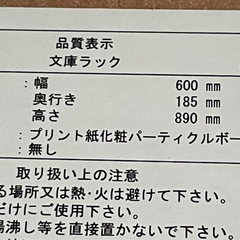 品質表示
文庫ラック
:幅 600 mm
奥行き 185 mm
高さ 890 mm
:プリント紙化粧パーティクルボー
:無し
取り扱い上の注意
る場所又は熱・火は避けて下さい。
だけにご使用下さい。
湯沸し等を直接置かないで下さい。